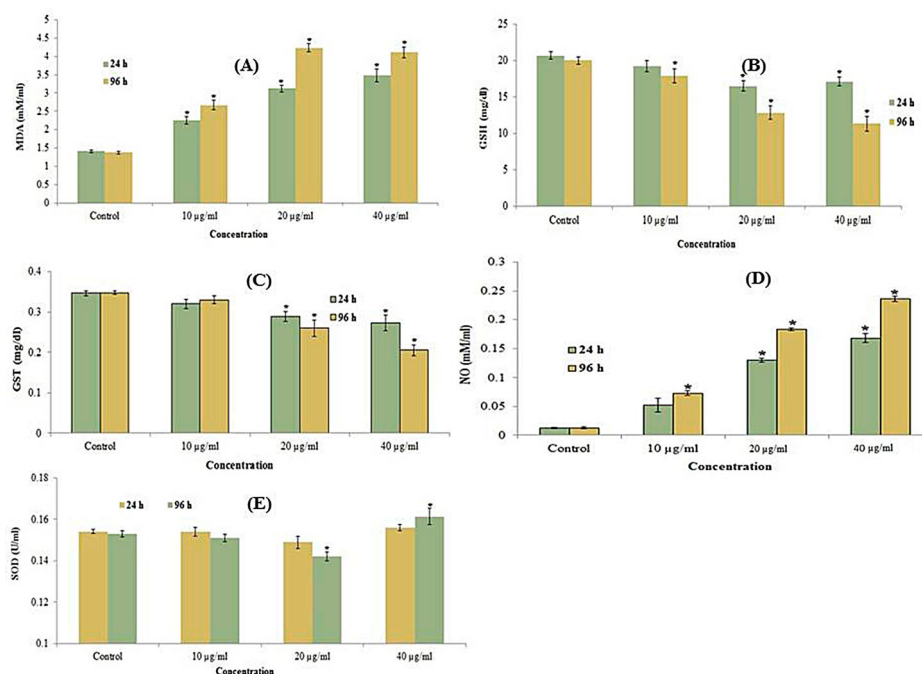 5
4.5
4
3.5
3
2.5
2
1.5
1
0.5
0
MDA (mM/ml)
24 h
96 h
(A)
* * * * * *
Control 10 µg/ml 20 µg/ml 40 µg/ml
Concentration
25
20
15
10
5
0
GSH (mg/dl)
(B)
* * * * *
24 h
96 h
Control 10 µg/ml 20 µg/ml 40 µg/ml
Concentration
0.4
0.3
0.2
0.1
0
GST (mg/dl)
(C)
24 h
96 h
* * * *
Control 10 µg/ml 20 µg/ml 40 µg/ml
Concentration
0.3
0.25
0.2
0.15
0.1
0.05
0
NO (mM/ml)
(D)
24 h
96 h
* * * * *
Control 10 µg/ml 20 µg/ml 40 µg/ml
Concentration
0.18
0.16
0.14
0.12
0.1
SOD (U/ml)
24 h 96 h
(E)
* *
Control 10 µg/ml 20 µg/ml 40 µg/ml
Concentration